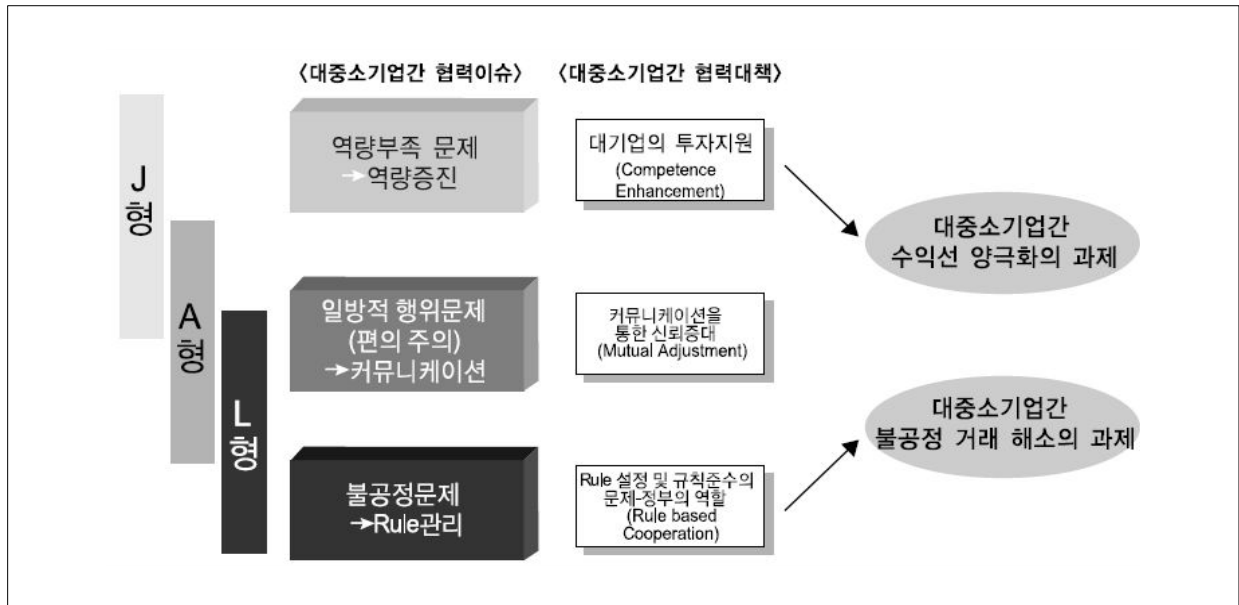 〈대중소기업간 협력이슈〉
〈대중소기업간 협력대책〉
J
형
A
형
L
형
역량부족 문제
→역량증진
대기업의 투자지원
(Competence
Enhancement)
대중소기업간
수익선 양극화의 과제
일방적 행위문제
(편의 주의)
→커뮤니케이션
커뮤니케이션을
통한 신뢰증대
(Mutual Adjustment)
대중소기업간
불공정 거래 해소의 과제
불공정문제
→Rule관리
Rule 설정 및 규칙준수의
문제-정부의 역할
(Rule based
Cooperation)